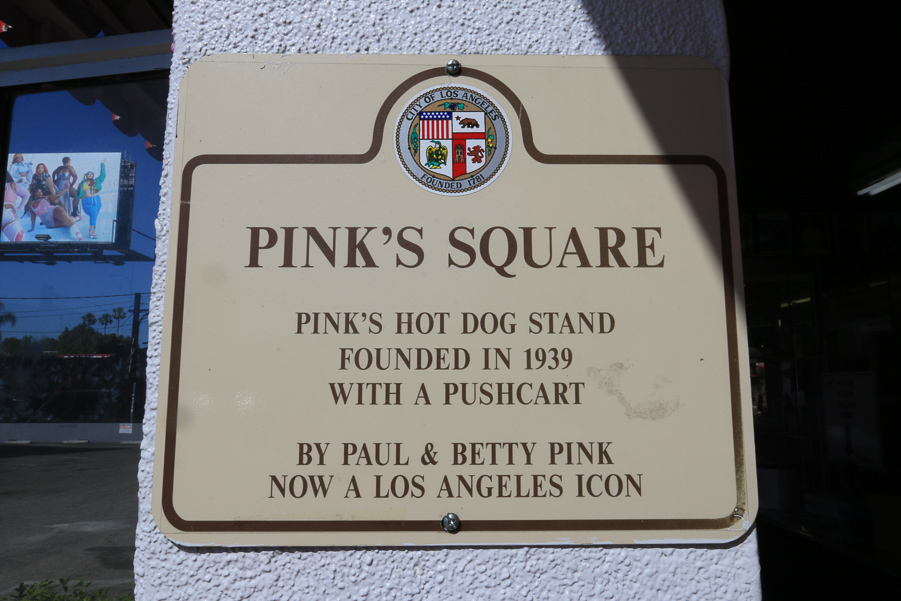 CITY OF LOS ANGELES
FOUNDED 1781
PINK'S SQUARE
PINK'S HOT DOG STAND
FOUNDED IN 1939
WITH A PUSHCART
BY PAUL & BETTY PINK
NOW A LOS ANGELES ICON